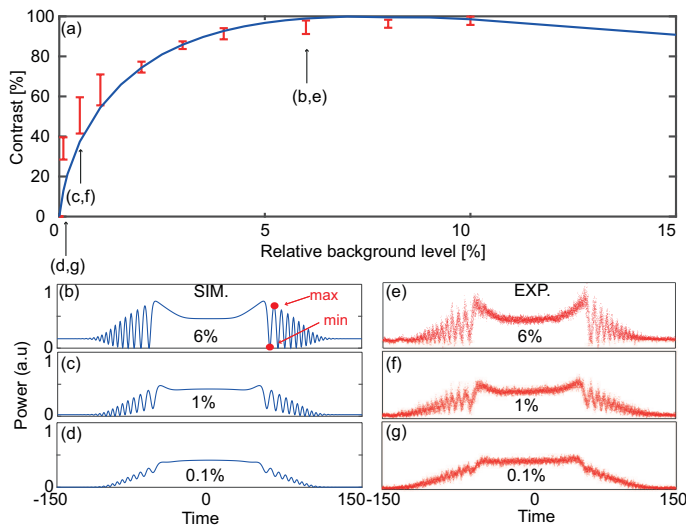 (a)
Contrast [%]
100
80
60
40
20
0
(b,e)
(c,f)
(d,g)
0 5 10 15
Relative background level [%]
(b) SIM. max min 6%
(e) EXP. 6%
(c) 1%
(f) 1%
(d) 0.1%
(g) 0.1%
Power (a.u)
1
0
1
0
1
0
-150 0 150
-150 0 150
Time Time